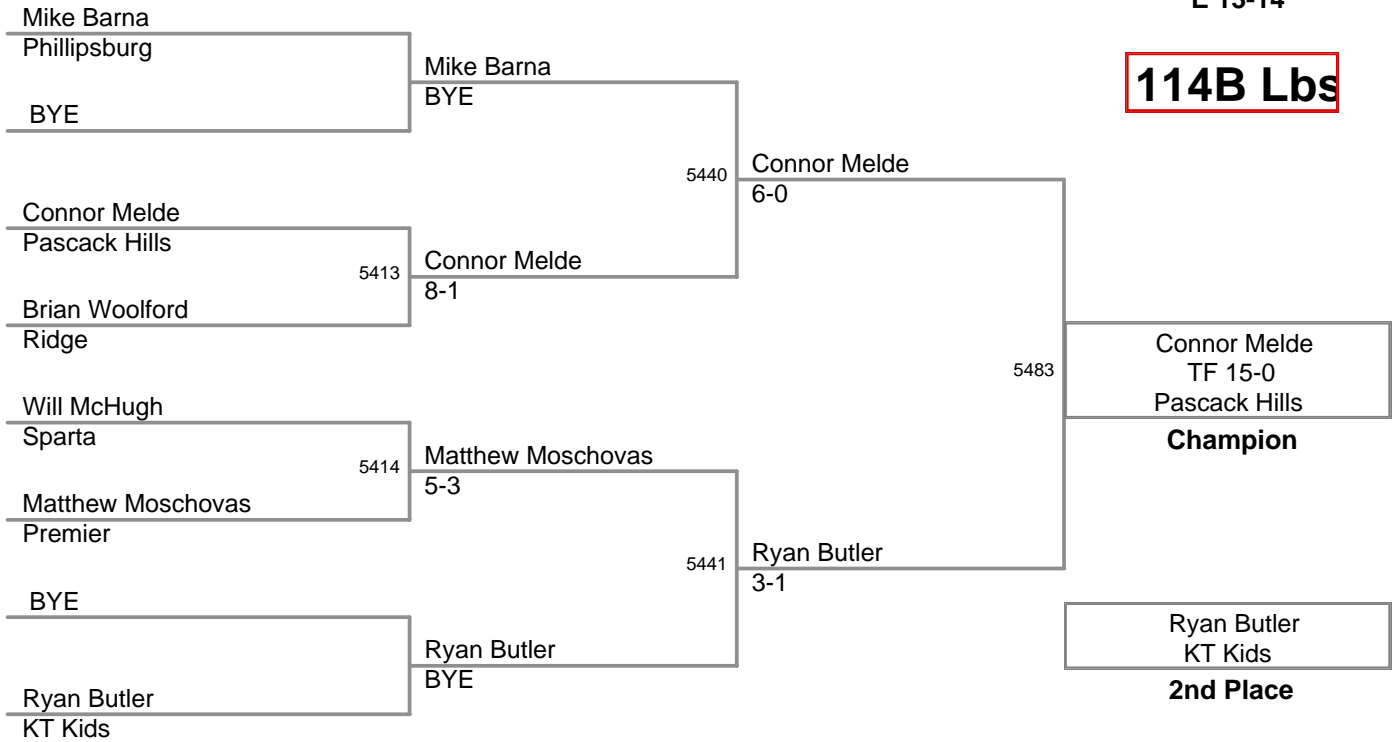 E 13-14
114B Lbs
Mike Barna
Phillipsburg
BYE
Connor Melde
Pascack Hills
5413
Brian Woolford
Ridge
Will McHugh
Sparta
5414
Matthew Moschovas
Premier
BYE
Ryan Butler
KT Kids
Mike Barna
BYE
5440
Connor Melde
8-1
Matthew Moschovas
5-3
5441
Ryan Butler
BYE
Connor Melde
6-0
5483
Ryan Butler
3-1
Connor Melde
TF 15-0
Pascack Hills
Champion
Ryan Butler
KT Kids
2nd Place